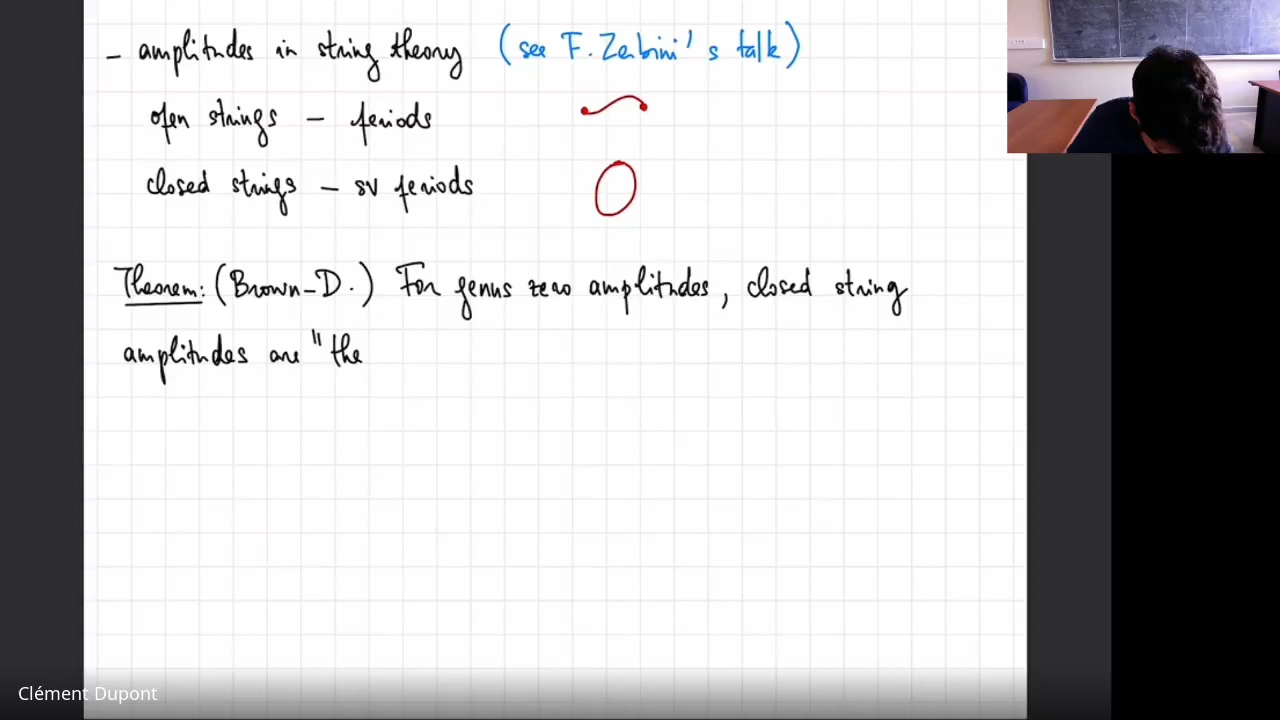 - amplitudes in string theory (see F. Zerbini's talk)
open strings - periods
closed strings - sv periods
Theorem: (Brown-D.) For genus zero amplitudes, closed string
amplitudes are "the
Clément Dupont